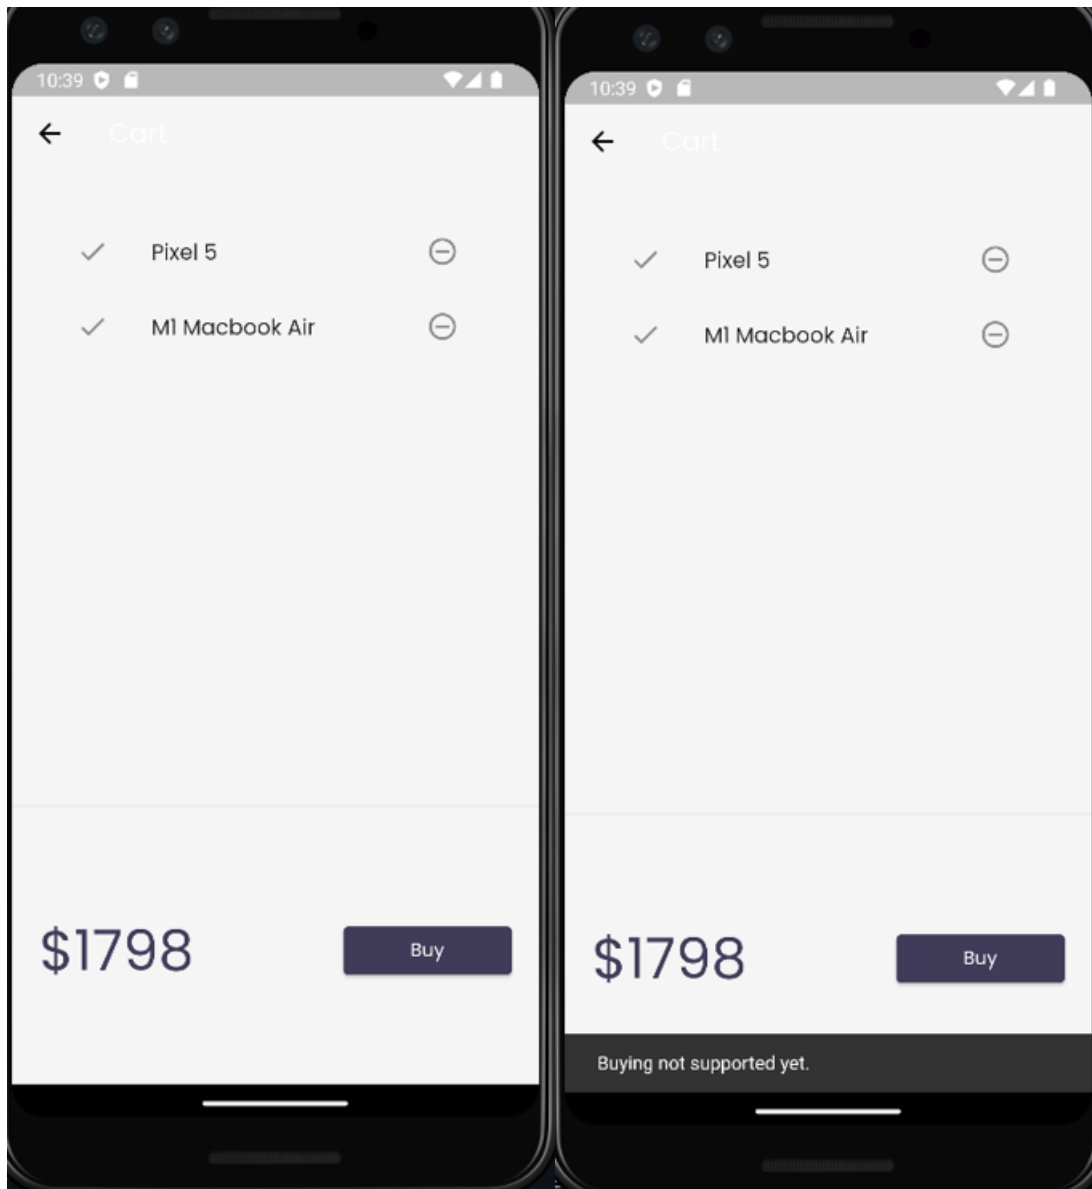 10:39
Cart
Pixel 5
M1 Macbook Air
$1798
Buy
10:39
Cart
Pixel 5
M1 Macbook Air
$1798
Buy
Buying not supported yet.